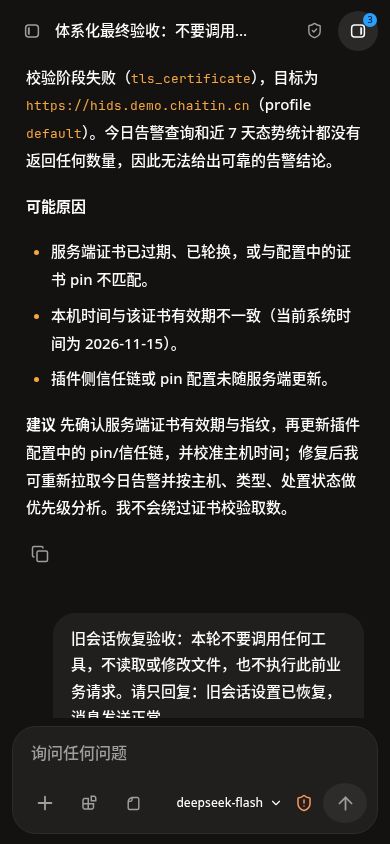 体系化最终验收：不要调用...
3
校验阶段失败（tls_certificate），目标为
https://hids.demo.chaitin.cn（profile
default）。今日告警查询和近 7 天态势统计都没有
返回任何数量，因此无法给出可靠的告警结论。
可能原因
服务端证书已过期、已轮换，或与配置中的证
书 pin 不匹配。
本机时间与该证书有效期不一致（当前系统时
间为 2026-11-15）。
插件侧信任链或 pin 配置未随服务端更新。
建议 先确认服务端证书有效期与指纹，再更新插件
配置中的 pin/信任链，并校准主机时间；修复后我
可重新拉取今日告警并按主机、类型、处置状态做
优先级分析。我不会绕过证书校验取数。
旧会话恢复验收：本轮不要调用任何工
具，不读取或修改文件，也不执行此前业
务请求。请只回复：旧会话设置已恢复，
消息发送正常
询问任何问题
deepseek-flash